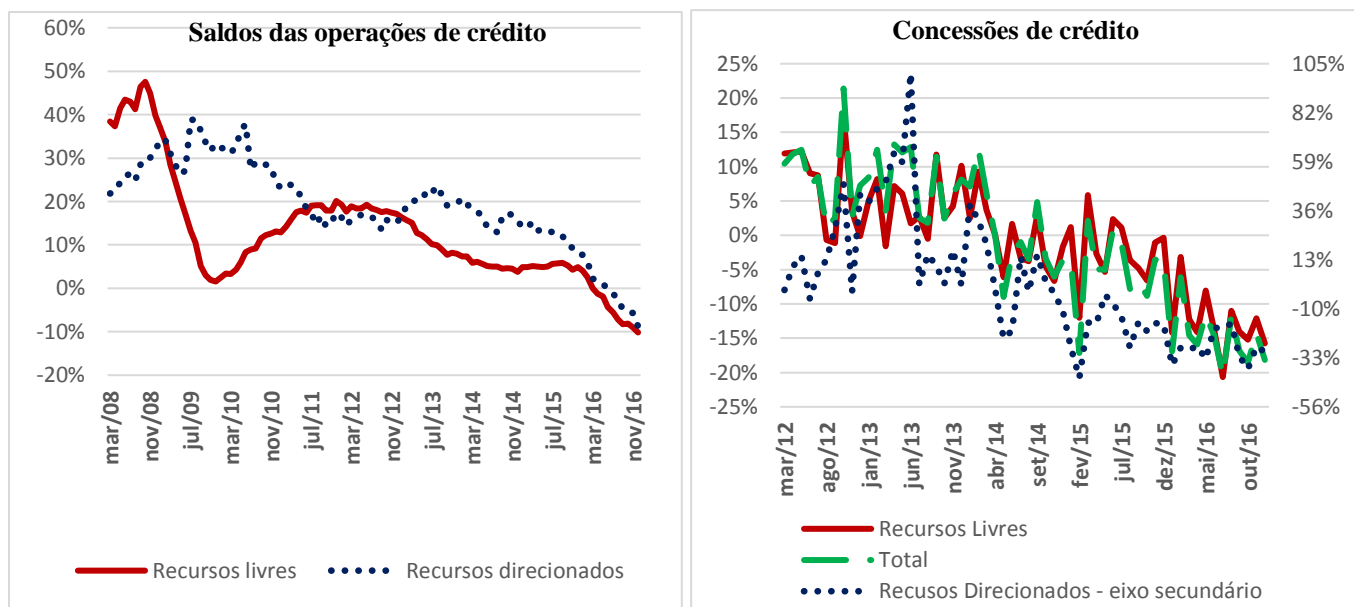 Saldos das operações de crédito
60%
50%
40%
30%
20%
10%
0%
-10%
-20%
mar/08
nov/08
jul/09
mar/10
nov/10
jul/11
mar/12
nov/12
jul/13
mar/14
nov/14
jul/15
mar/16
nov/16
Recursos livres
Recursos direcionados
Concessões de crédito
25%
20%
15%
10%
5%
0%
-5%
-10%
-15%
-20%
-25%
105%
82%
59%
36%
13%
-10%
-33%
-56%
mar/12
ago/12
jan/13
jun/13
nov/13
abr/14
set/14
fev/15
jul/15
dez/15
mai/16
out/16
Recursos Livres
Total
Recusos Direcionados - eixo secundário